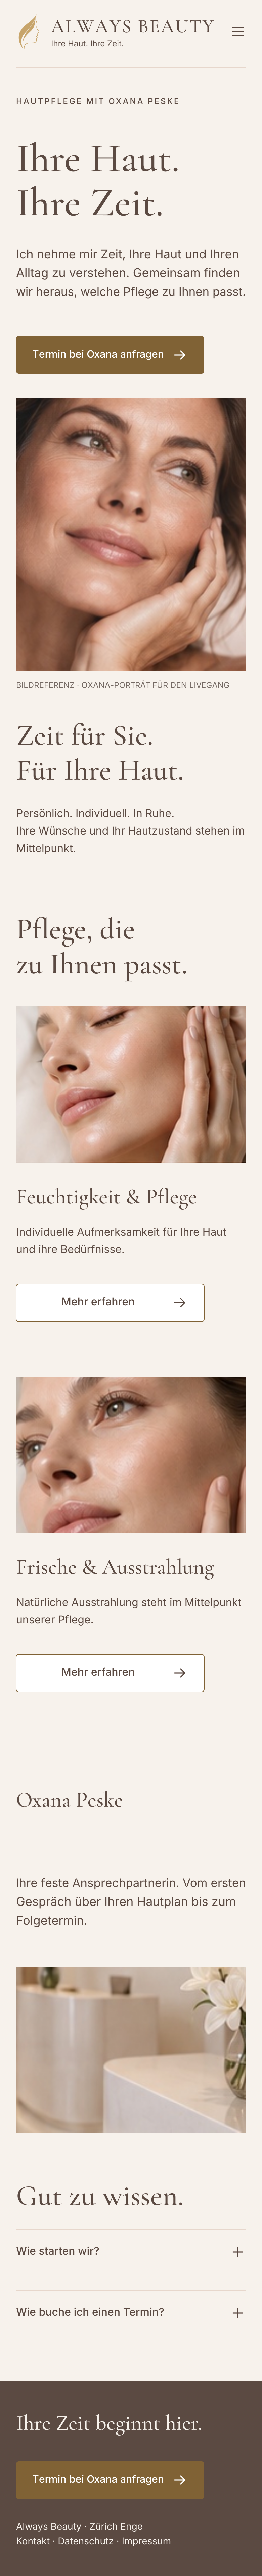 ALWAYS BEAUTY
Ihre Haut. Ihre Zeit.
HAUTPFLEGE MIT OXANA PESKE
Ihre Haut.
Ihre Zeit.
Ich nehme mir Zeit, Ihre Haut und Ihren
Alltag zu verstehen. Gemeinsam finden
wir heraus, welche Pflege zu Ihnen passt.
Termin bei Oxana anfragen
BILDREFERENZ · OXANA-PORTRÄT FÜR DEN LIVEGANG
Zeit für Sie.
Für Ihre Haut.
Persönlich. Individuell. In Ruhe.
Ihre Wünsche und Ihr Hautzustand stehen im
Mittelpunkt.
Pflege, die
zu Ihnen passt.
Feuchtigkeit & Pflege
Individuelle Aufmerksamkeit für Ihre Haut
und ihre Bedürfnisse.
Mehr erfahren
Frische & Ausstrahlung
Natürliche Ausstrahlung steht im Mittelpunkt
unserer Pflege.
Mehr erfahren
Oxana Peske
Ihre feste Ansprechpartnerin. Vom ersten
Gespräch über Ihren Hautplan bis zum
Folgetermin.
Gut zu wissen.
Wie starten wir?
Wie buche ich einen Termin?
Ihre Zeit beginnt hier.
Termin bei Oxana anfragen
Always Beauty · Zürich Enge
Kontakt · Datenschutz · Impressum